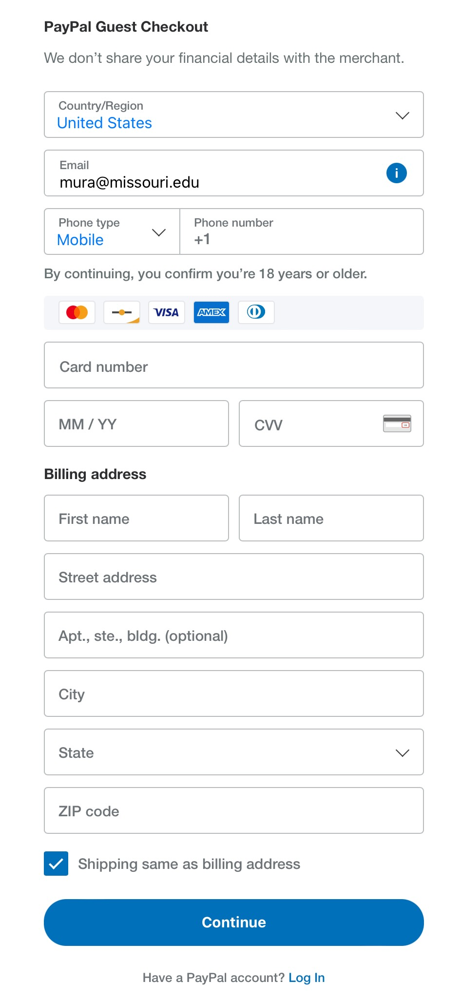 PayPal Guest Checkout
We don't share your financial details with the merchant.
Country/Region
United States
Email
mura@missouri.edu
i
Phone type
Mobile
Phone number
+1
By continuing, you confirm you're 18 years or older.
VISA AMEX
Card number
MM / YY
CVV
123
Billing address
First name
Last name
Street address
Apt., ste., bldg. (optional)
City
State
ZIP code
Shipping same as billing address
Continue
Have a PayPal account? Log In